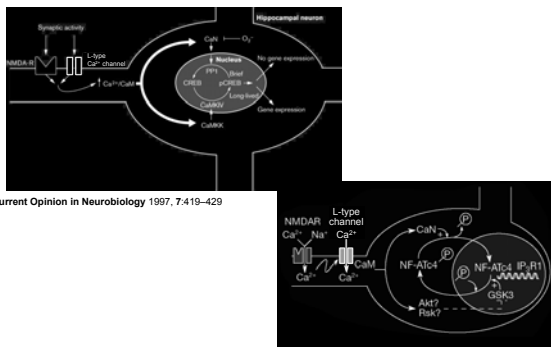 Hippocampal neuron
Synaptic activity
NMDA-R
L-type
Ca²⁺ channel
↑ Ca²⁺/CaM
CaN
O₂⁻
Nucleus
PP1
Brief
CREB
pCREB
Long-lived
CaMKIV
CaMKK
No gene expression
Gene expression
urrent Opinion in Neurobiology 1997, 7:419–429
L-type
NMDAR
channel
Ca²⁺
Na⁺
Ca²⁺
CaN
P
CaM
NF-ATc4
P
P
NF-ATc4
IP₃R1
Ca²⁺
Ca²⁺
GSK3
Akt?
Rsk?